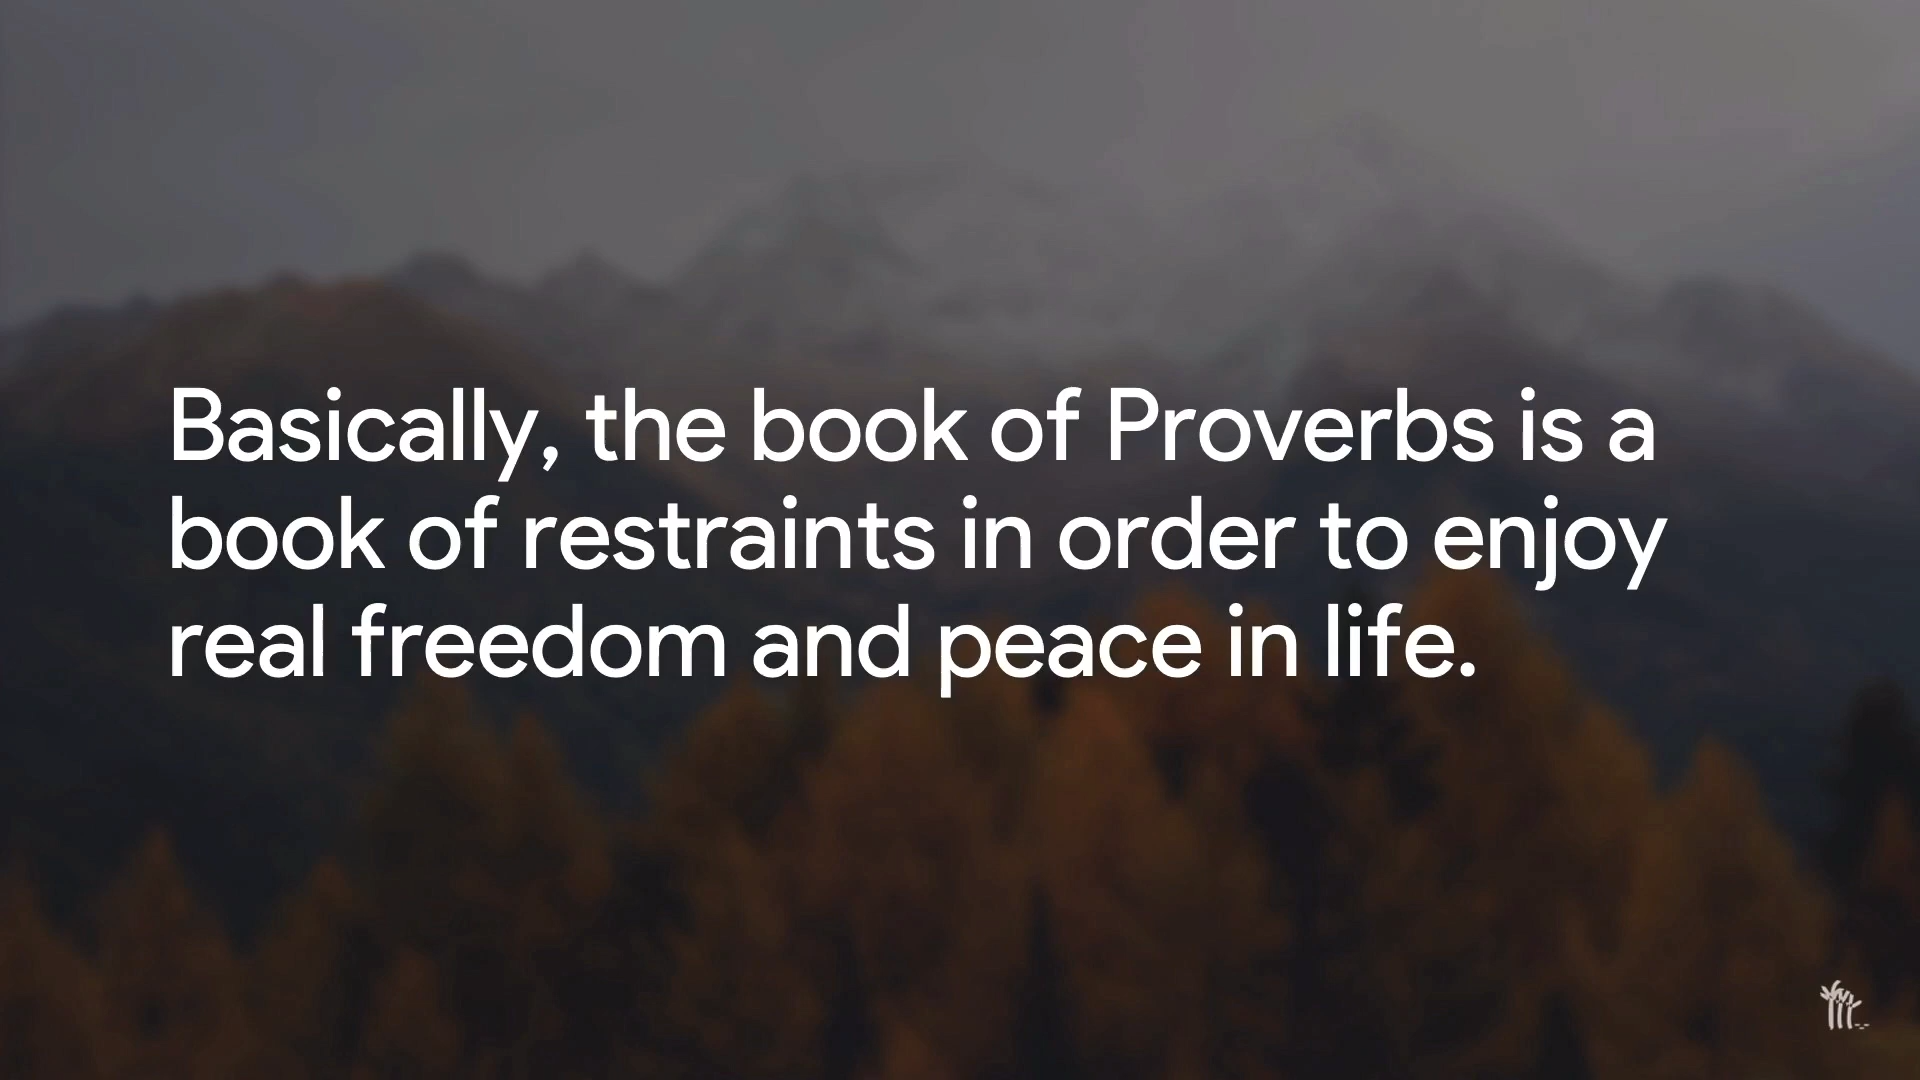 Basically, the book of Proverbs is a
book of restraints in order to enjoy
real freedom and peace in life.